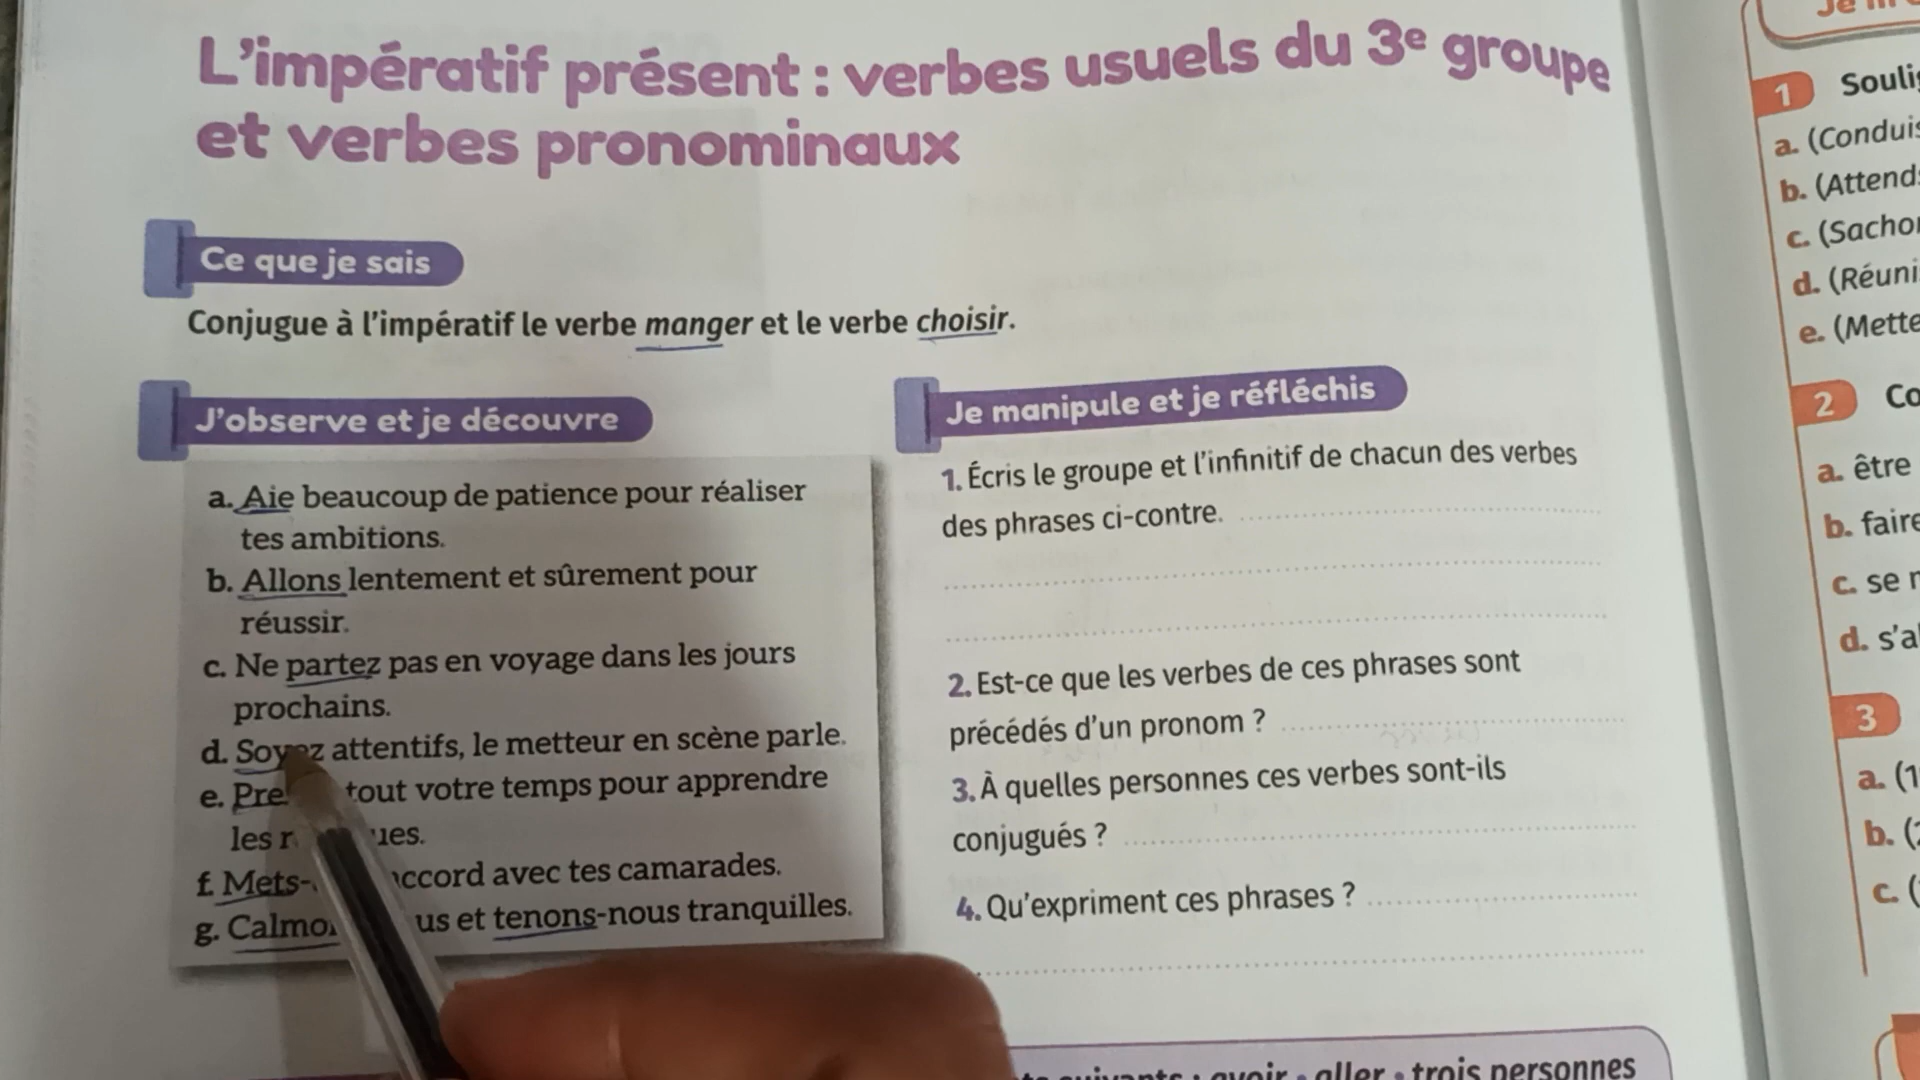 L'impératif présent : verbes usuels du 3e groupe
et verbes pronominaux
Ce que je sais
Conjugue à l'impératif le verbe manger et le verbe choisir.
J'observe et je découvre
a. Aie beaucoup de patience pour réaliser
tes ambitions.
b. Allons lentement et sûrement pour
réussir.
c. Ne partez pas en voyage dans les jours
prochains.
d. Soyez attentifs, le metteur en scène parle.
e. tout votre temps pour apprendre
les
f. Mets- avec tes camarades.
g. et tenons-nous tranquilles.
Je manipule et je réfléchis
1. Écris le groupe et l'infinitif de chacun des verbes
des phrases ci-contre.
2. Est-ce que les verbes de ces phrases sont
précédés d'un pronom ?
3. À quelles personnes ces verbes sont-ils
conjugués ?
4. Qu'expriment ces phrases ?
avoir • aller • trois personnes
1
a.
b.
c.
d.
e.
2
a. être
b.
c. se
d.
3
a.
b.
c.